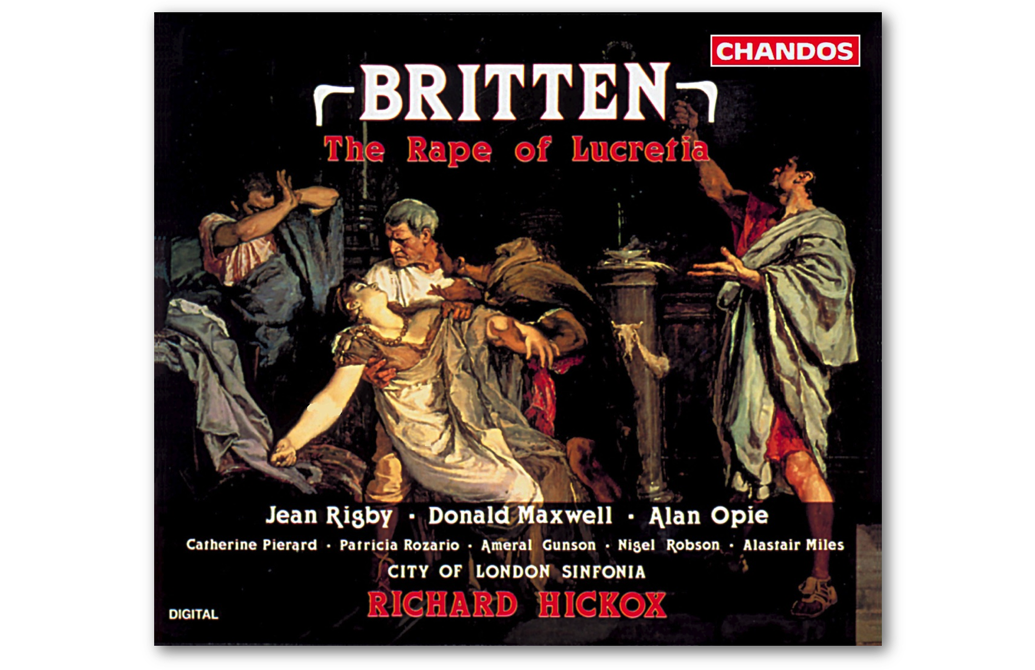 CHANDOS
BRITTEN
The Rape of Lucretia
Jean Rigby · Donald Maxwell · Alan Opie
Catherine Pierard · Patricia Rozario · Ameral Gunson · Nigel Robson · Alastair Miles
CITY OF LONDON SINFONIA
RICHARD HICKOX
DIGITAL